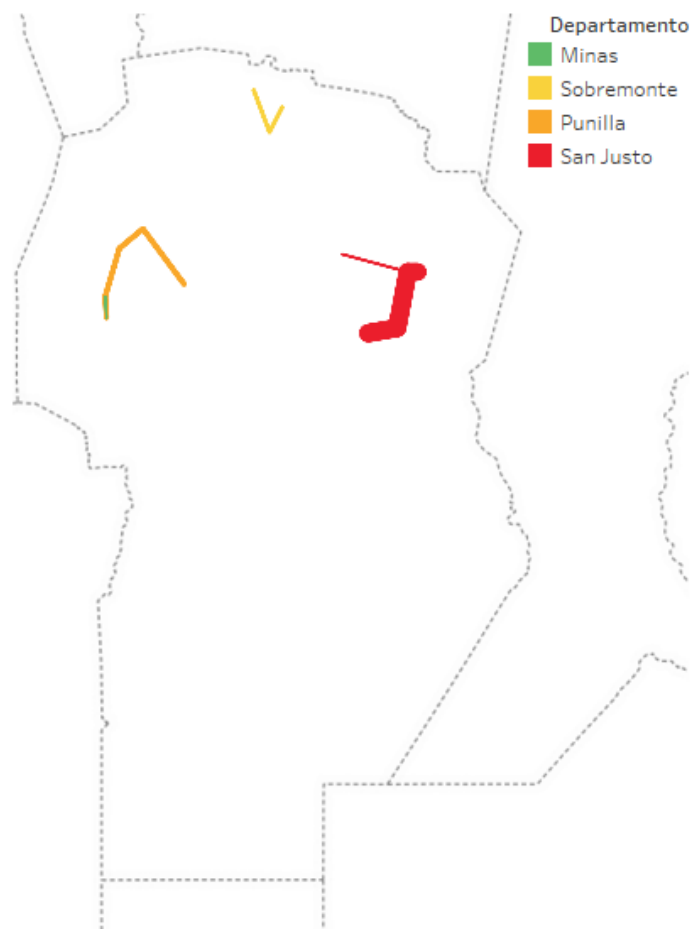 Departamento
Minas
Sobremonte
Punilla
San Justo